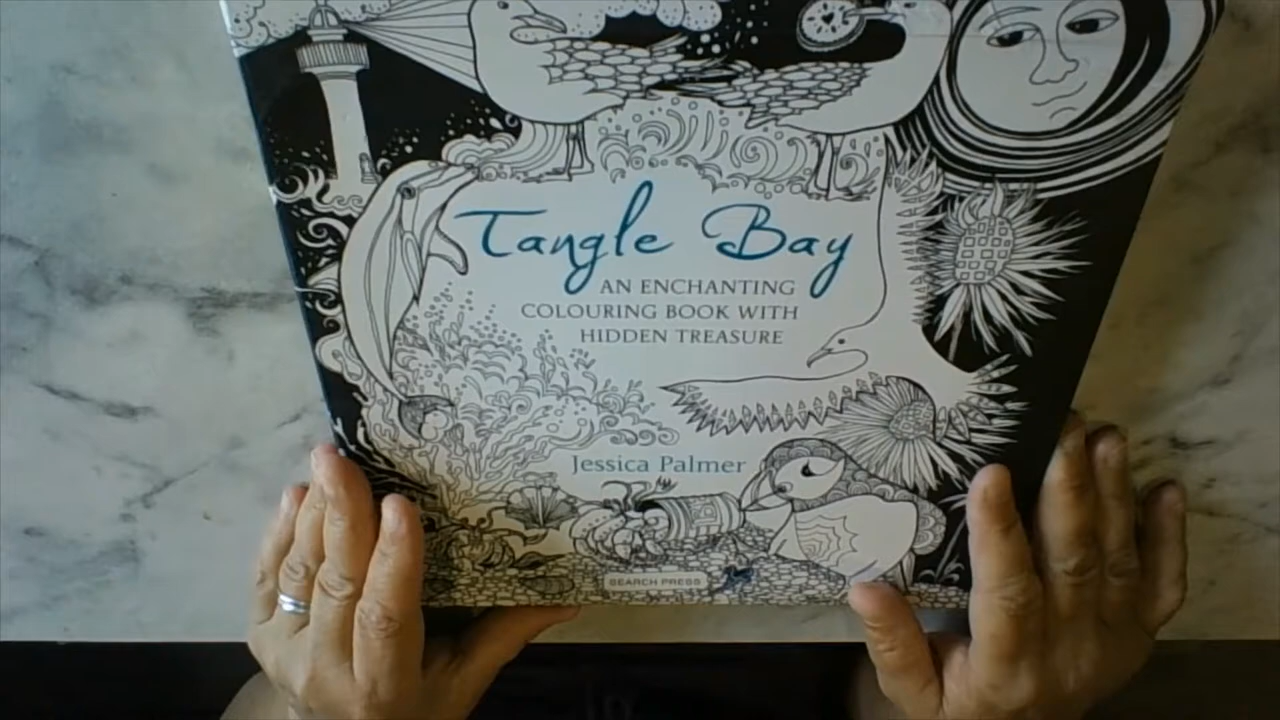 Tangle Bay
AN ENCHANTING
COLOURING BOOK WITH
HIDDEN TREASURE
Jessica Palmer
SEARCH PRESS